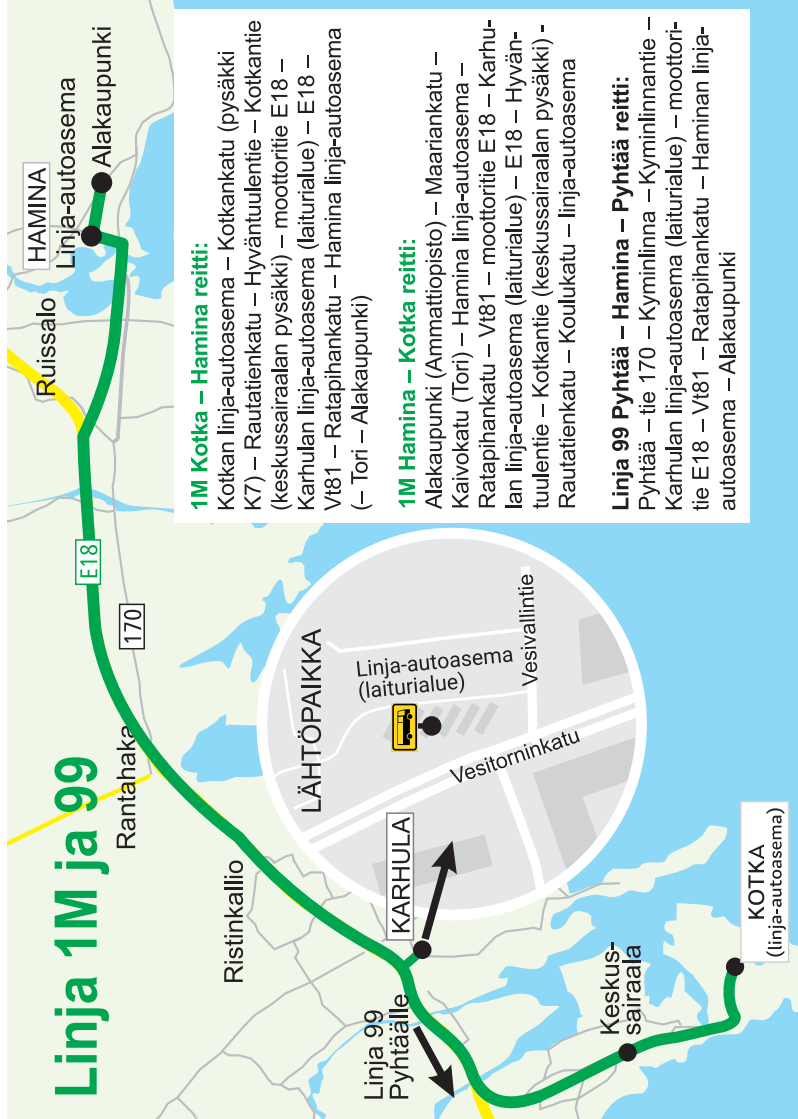 Linja 1M ja 99
HAMINA
Linja-autoasema
Alakaupunki
Ruissalo
E18
170
Rantahaka
Ristinkallio
KARHULA
Linja 99
Pyhtäälle
Keskus-
sairaala
KOTKA
(linja-autoasema)
LÄHTÖPAIKKA
Linja-autoasema
(laiturialue)
Vesivallintie
Vesitorninkatu
1M Kotka – Hamina reitti:
Kotkan linja-autoasema – Kotkankatu (pysäkki
K7) – Rautatienkatu – Hyväntuulentie – Kotkantie
(keskussairaalan pysäkki) – moottoritie E18 –
Karhulan linja-autoasema (laiturialue) – E18 –
Vt81 – Ratapihankatu – Hamina linja-autoasema
(– Tori – Alakaupunki)
1M Hamina – Kotka reitti:
Alakaupunki (Ammattiopisto) – Maariankatu –
Kaivokatu (Tori) – Hamina linja-autoasema –
Ratapihankatu – Vt81 – moottoritie E18 – Karhu-
lan linja-autoasema (laiturialue) – E18 – Hyvän-
tuulentie – Kotkantie (keskussairaalan pysäkki) -
Rautatienkatu – Koulukatu – linja-autoasema
Linja 99 Pyhtää – Hamina – Pyhtää reitti:
Pyhtää – tie 170 – Kyminlinna – Kyminlinnantie –
Karhulan linja-autoasema (laiturialue) – moottori-
tie E18 – Vt81 – Ratapihankatu – Haminan linja-
autoasema – Alakaupunki